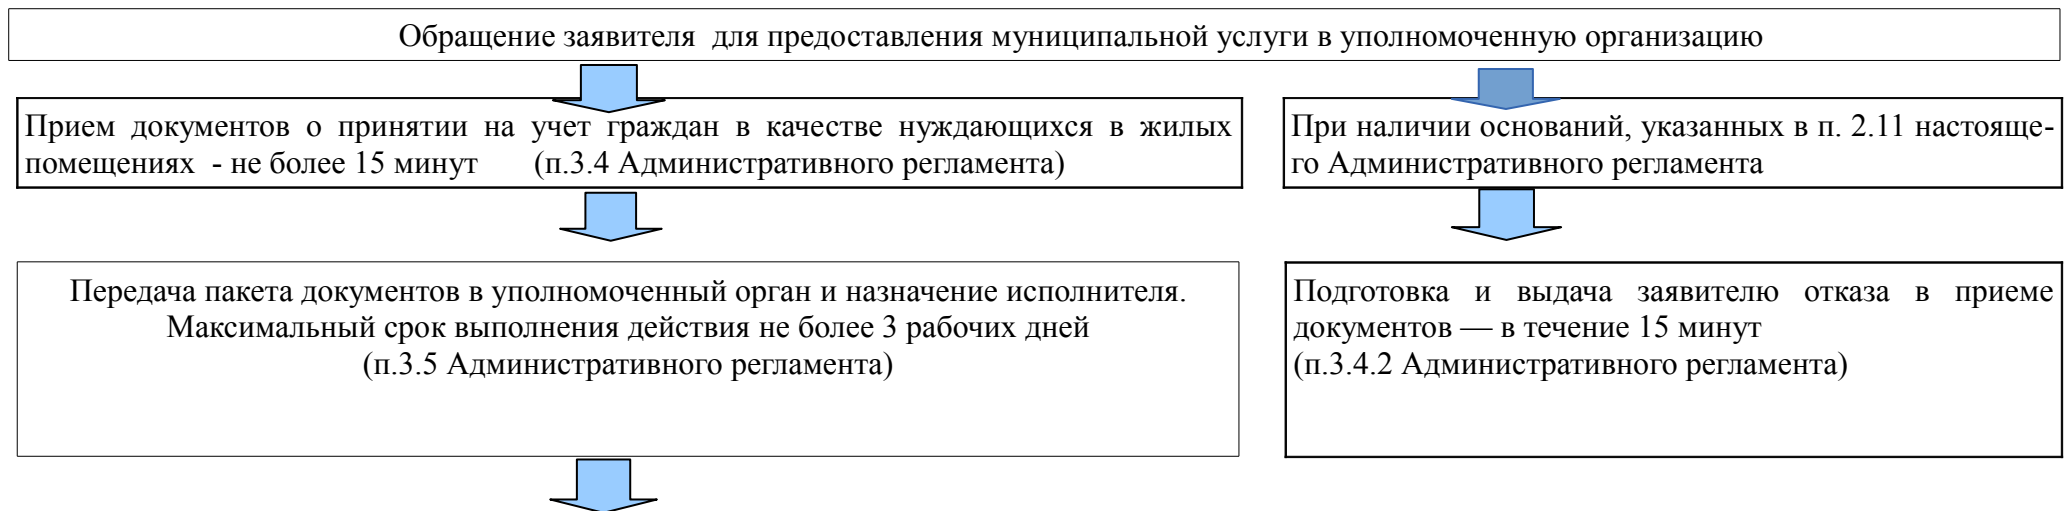 Обращение заявителя  для предоставления муниципальной услуги в уполномоченную организацию
Прием документов о принятии на учет граждан в качестве нуждающихся в жилых
помещениях  - не более 15 минут      (п.3.4 Административного регламента)
При наличии оснований, указанных в п. 2.11 настояще-
го Административного регламента
Передача пакета документов в уполномоченный орган и назначение исполнителя.
Максимальный срок выполнения действия не более 3 рабочих дней
(п.3.5 Административного регламента)
Подготовка и выдача заявителю отказа в приеме
документов — в течение 15 минут
(п.3.4.2 Административного регламента)